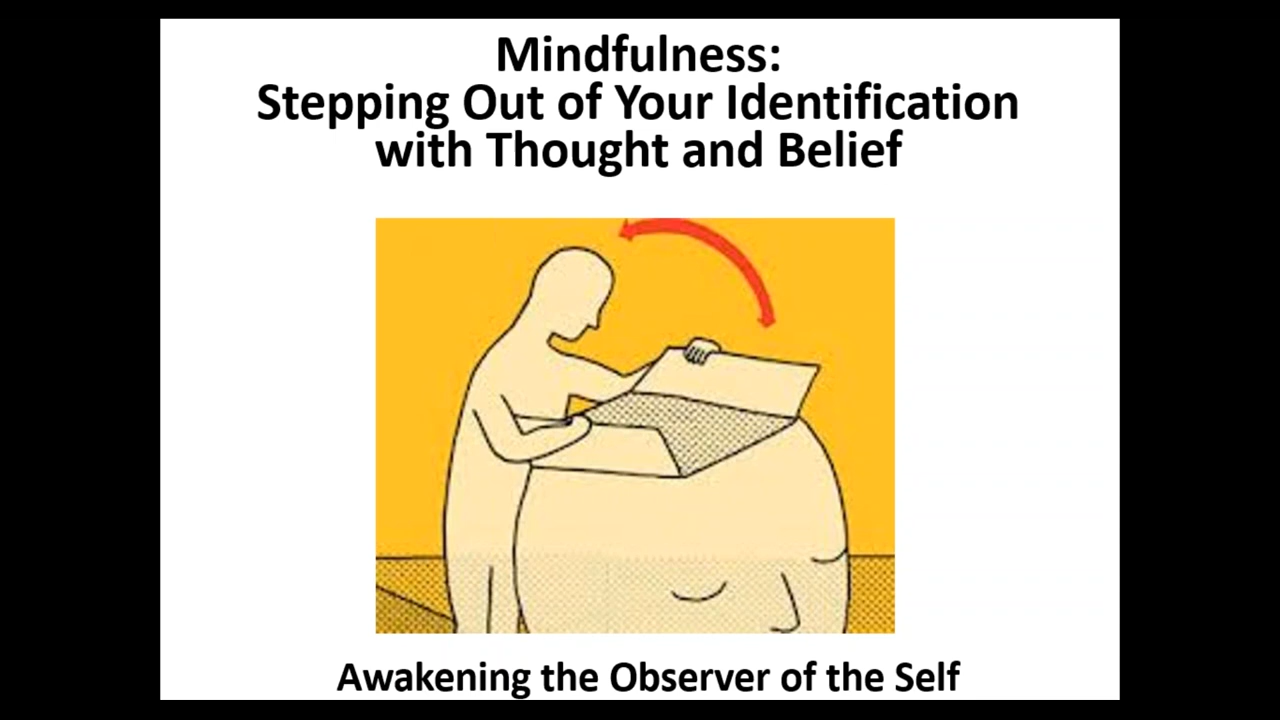 Mindfulness:
Stepping Out of Your Identification
with Thought and Belief
Awakening the Observer of the Self